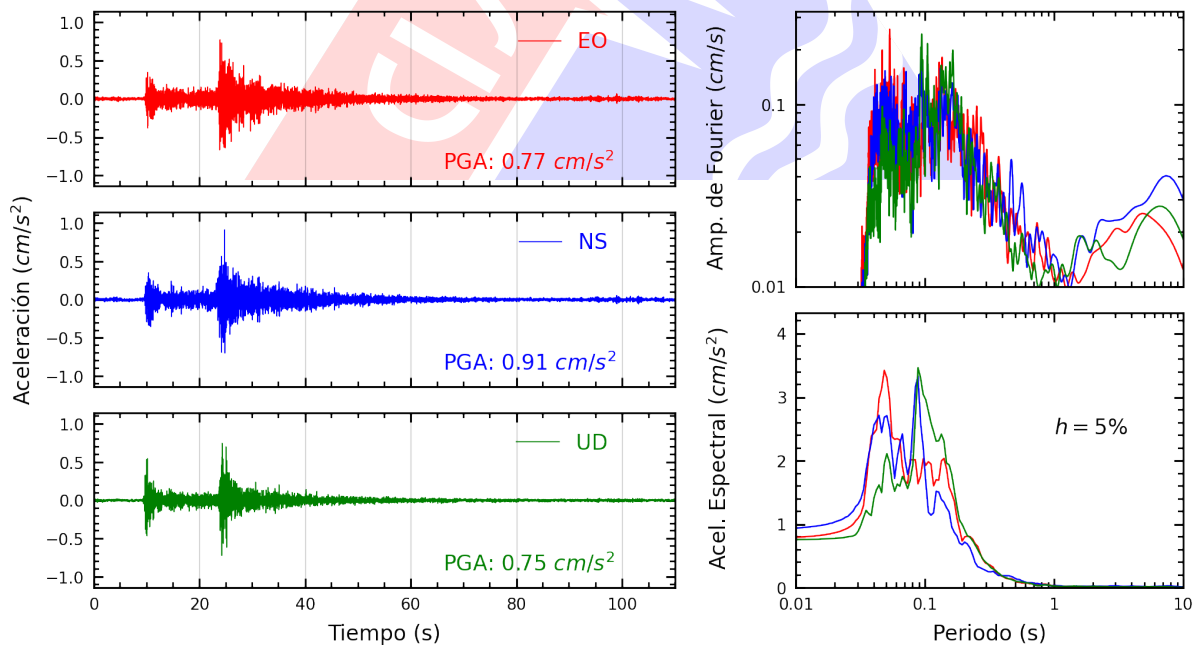 Aceleración (cm/s²)
1.0
0.5
0.0
−0.5
−1.0
EO
PGA: 0.77 cm/s²
1.0
0.5
0.0
−0.5
−1.0
NS
PGA: 0.91 cm/s²
1.0
0.5
0.0
−0.5
−1.0
UD
PGA: 0.75 cm/s²
0 20 40 60 80 100
Tiempo (s)
Amp. de Fourier (cm/s)
0.1
0.01
Acel. Espectral (cm/s²)
4
3
2
1
0
h = 5%
0.01 0.1 1 10
Periodo (s)